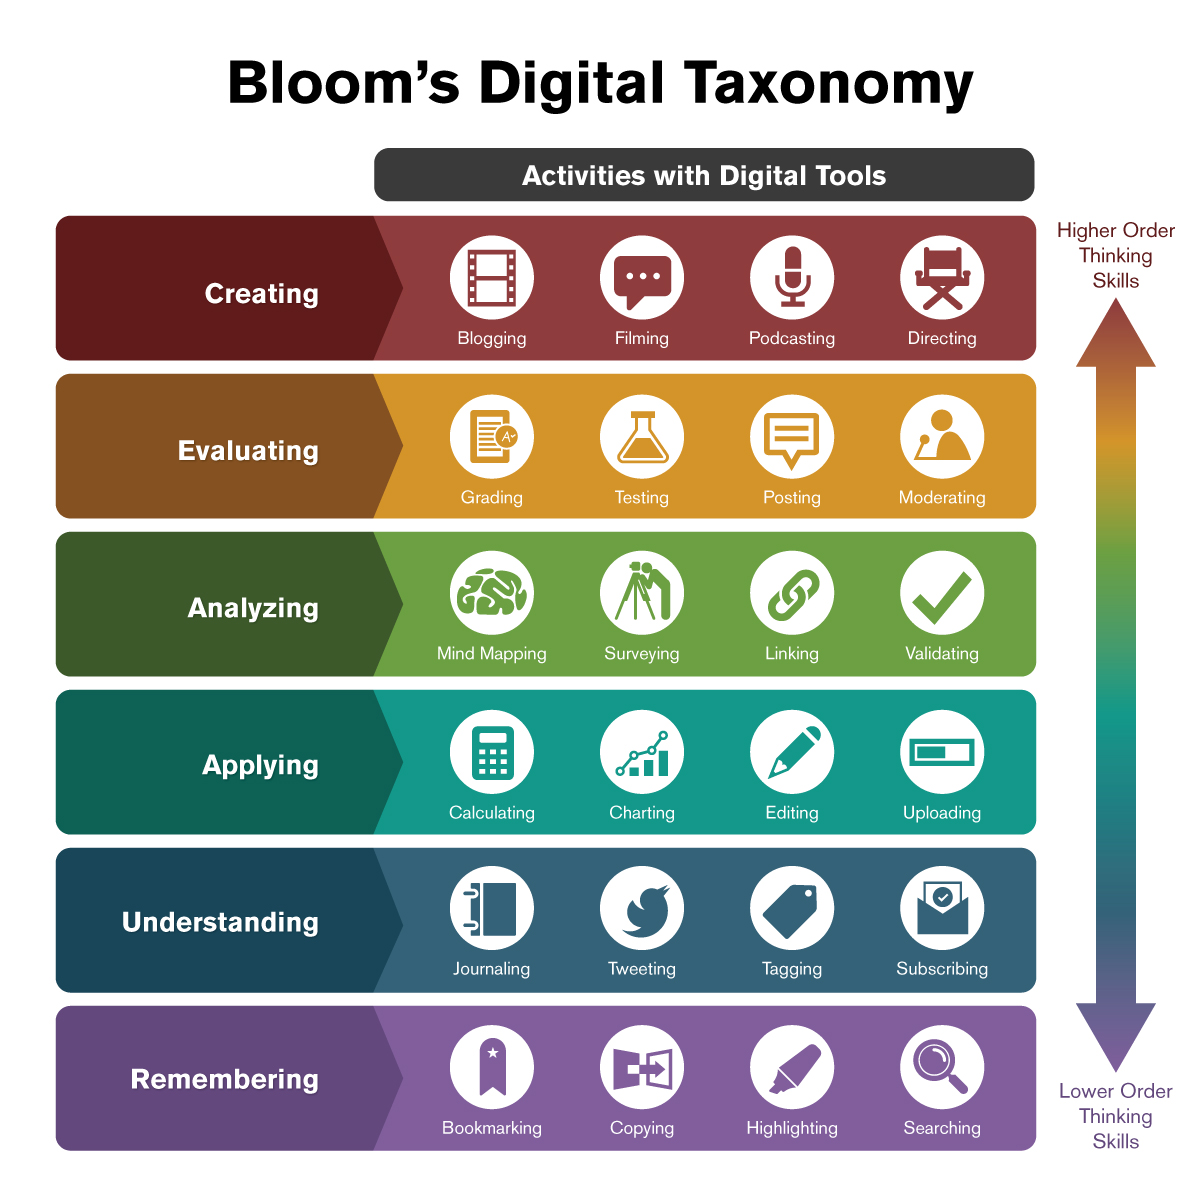 Bloom's Digital Taxonomy
Activities with Digital Tools
Higher Order
Thinking
Skills
Creating
Blogging
Filming
Podcasting
Directing
Evaluating
A
Grading
Testing
Posting
Moderating
Analyzing
Mind Mapping
Surveying
Linking
Validating
Applying
Calculating
Charting
Editing
Uploading
Understanding
Journaling
Tweeting
Tagging
Subscribing
Remembering
Bookmarking
Copying
Highlighting
Searching
Lower Order
Thinking
Skills